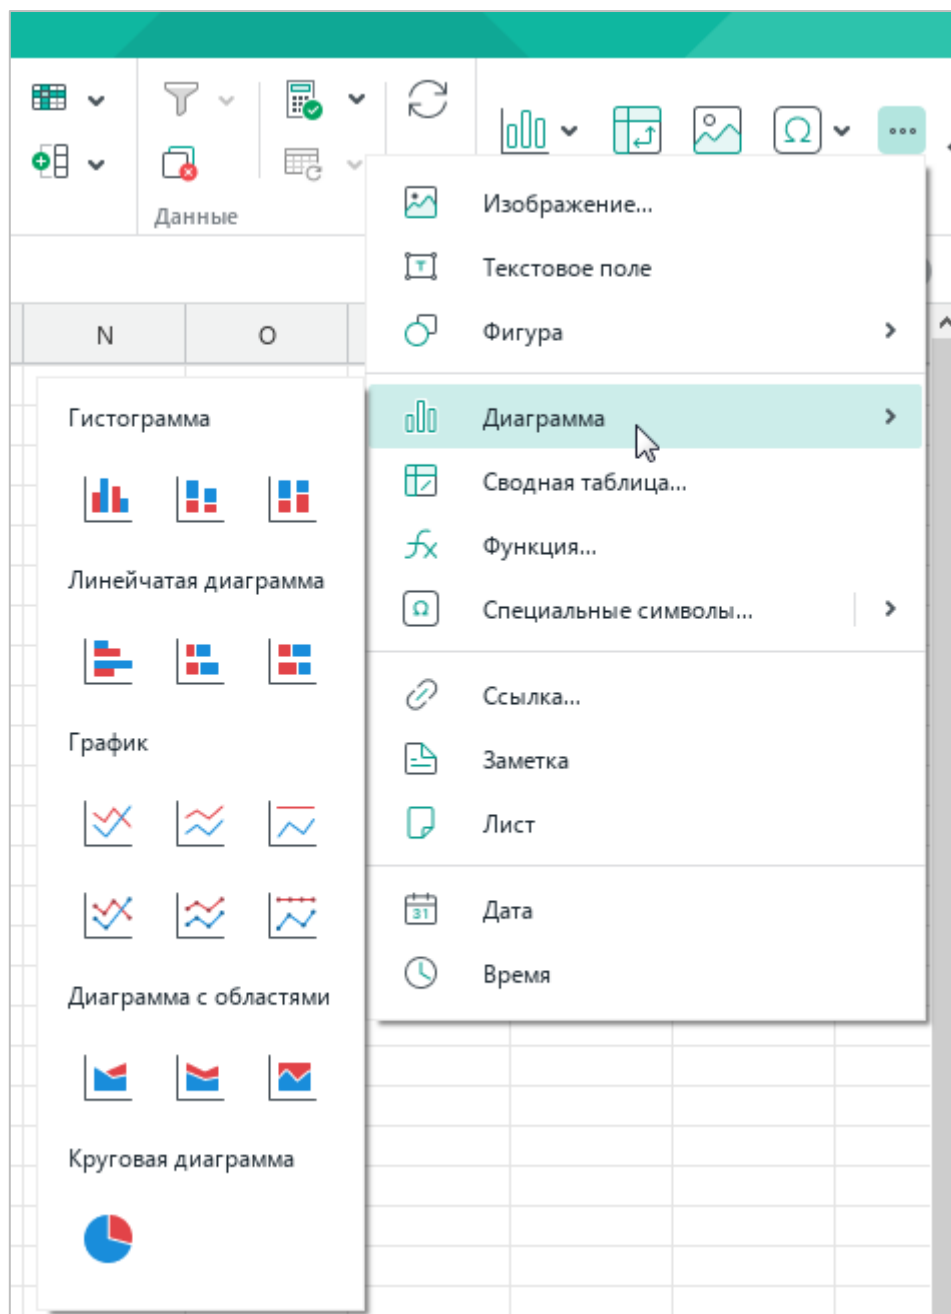 Данные
N
O
Изображение...
Текстовое поле
Фигура
Диаграмма
Сводная таблица...
Функция...
Специальные символы...
Ссылка...
Заметка
Лист
31
Дата
Время
Гистограмма
Линейчатая диаграмма
График
Диаграмма с областями
Круговая диаграмма